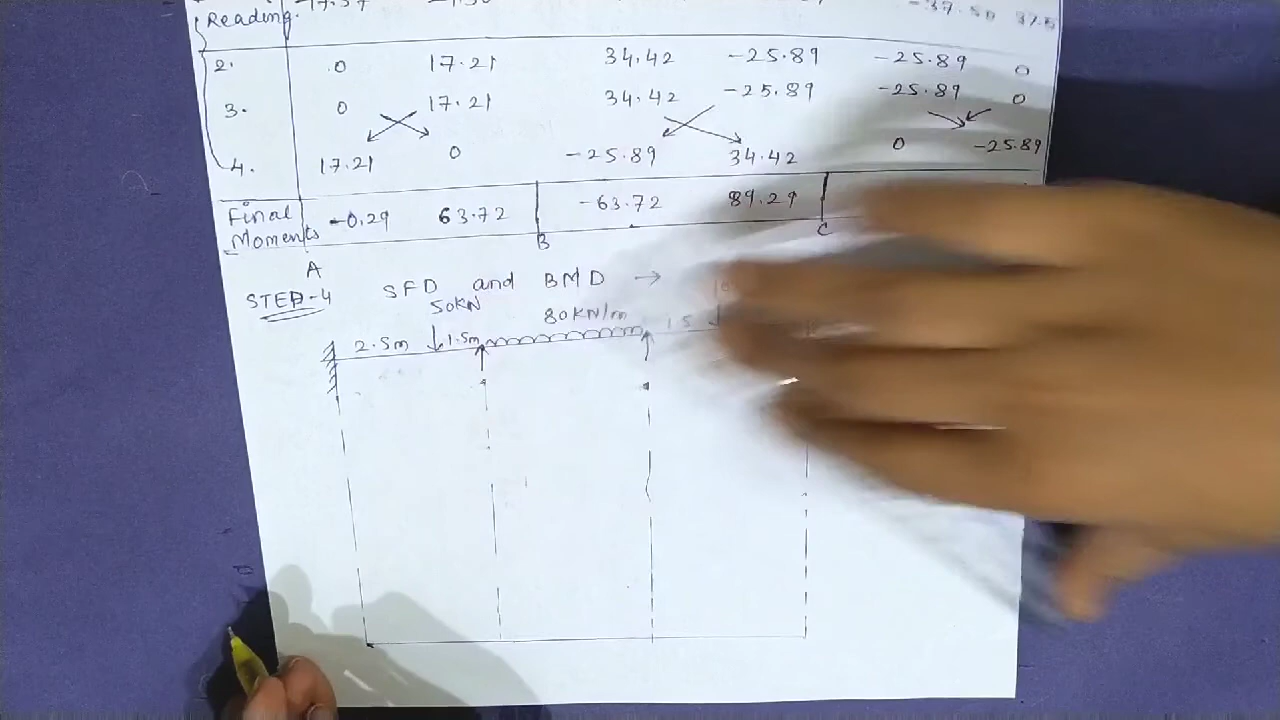 Reading.
2. 0 17.21 34.42 -25.89 -25.89 0
3. 0 17.21 34.42 -25.89 -25.89 0
4. 17.21 0 -25.89 34.42 0 -25.89
Final Moments -0.29 63.72 -63.72 89.29
A B C
STEP-4 SFD and BMD →
50KN 80KN/m
2.5m 1.5m 1.5